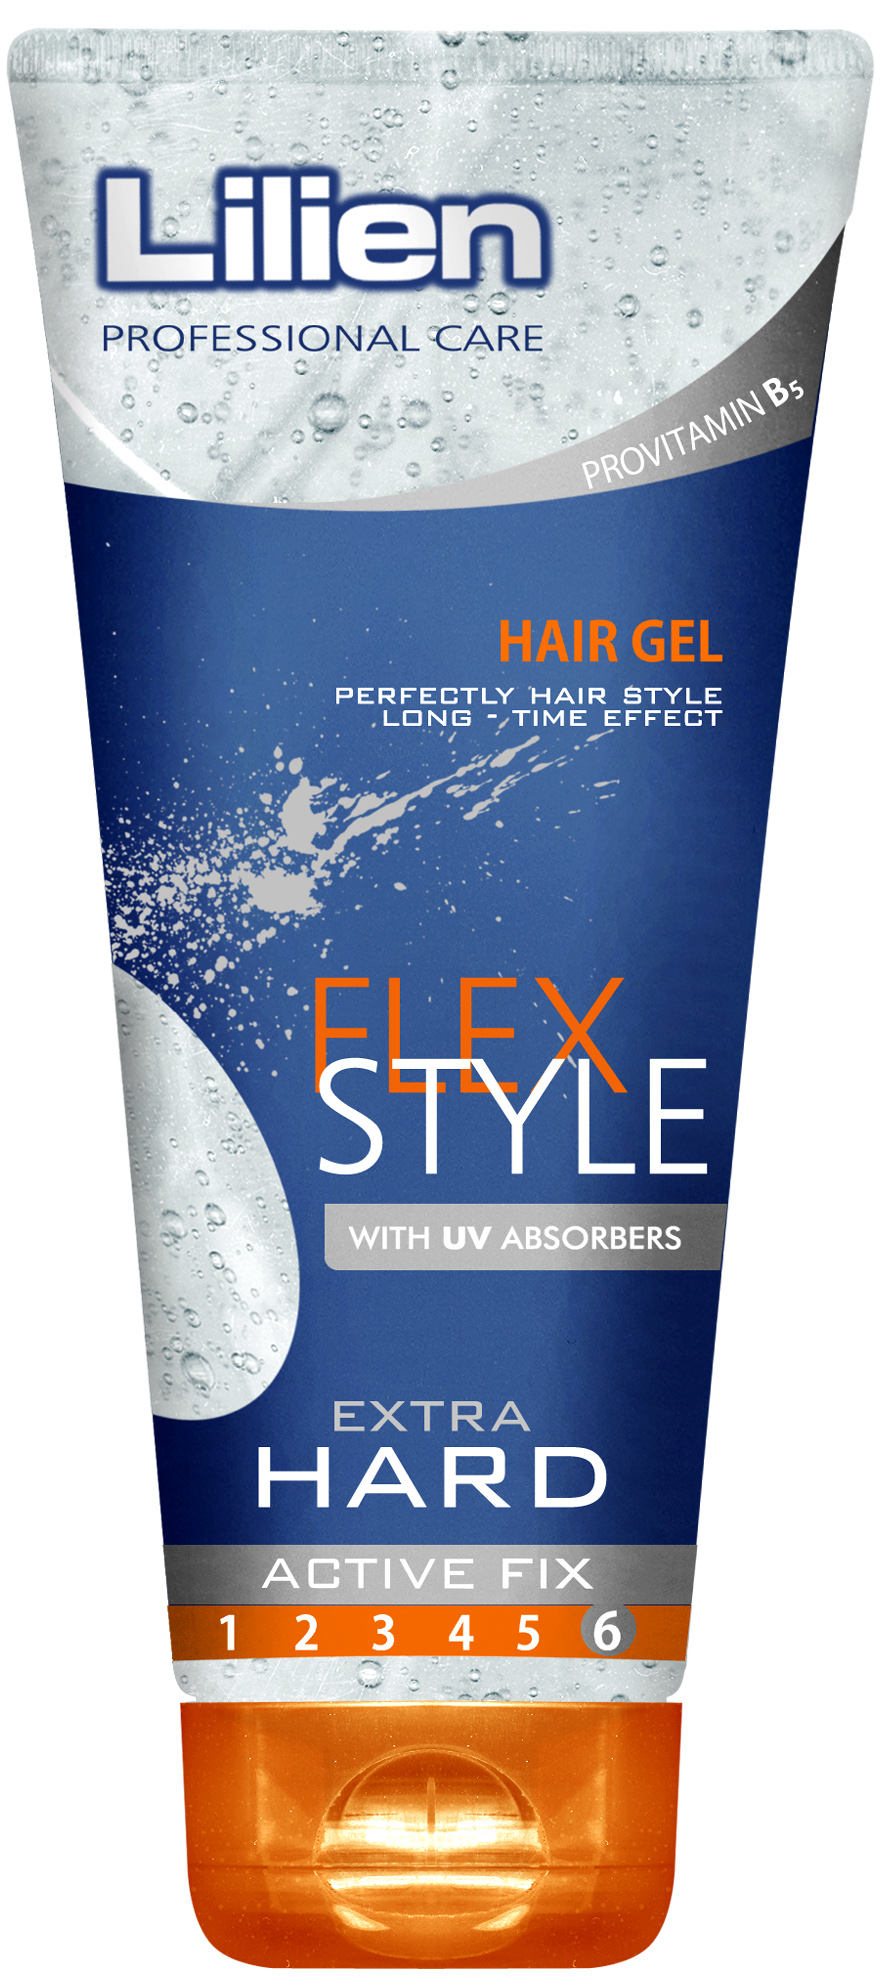 Lilien
PROFESSIONAL CARE
PROVITAMIN B5
HAIR GEL
PERFECTLY HAIR STYLE
LONG - TIME EFFECT
FLEX
STYLE
WITH UV ABSORBERS
EXTRA
HARD
ACTIVE FIX
1 2 3 4 5 6